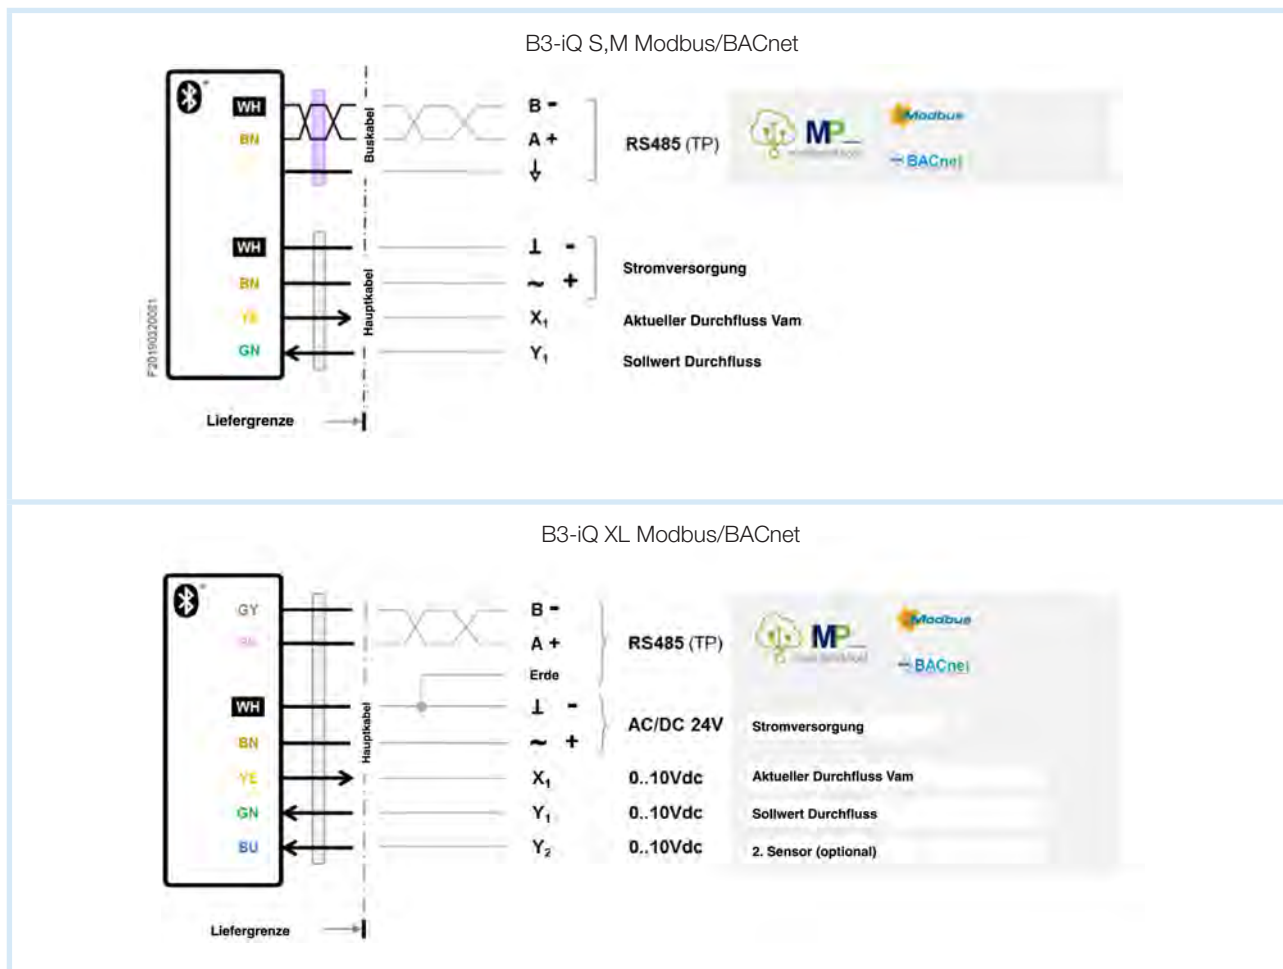 B3-iQ S,M Modbus/BACnet
WH
BN
Buskabel
B -
A +
RS485 (TP)
MP
Modbus
BACnet
WH
BN
YE
GN
Hauptkabel
⊥ -
~ +
X1
Y1
Stromversorgung
Aktueller Durchfluss Vam
Sollwert Durchfluss
F20190320081
Liefergrenze
B3-iQ XL Modbus/BACnet
GY
B -
A +
Erde
RS485 (TP)
MP
Modbus
BACnet
WH
BN
YE
GN
BU
Hauptkabel
⊥ -
~ +
AC/DC 24V
Stromversorgung
X1 0..10Vdc Aktueller Durchfluss Vam
Y1 0..10Vdc Sollwert Durchfluss
Y2 0..10Vdc 2. Sensor (optional)
Liefergrenze